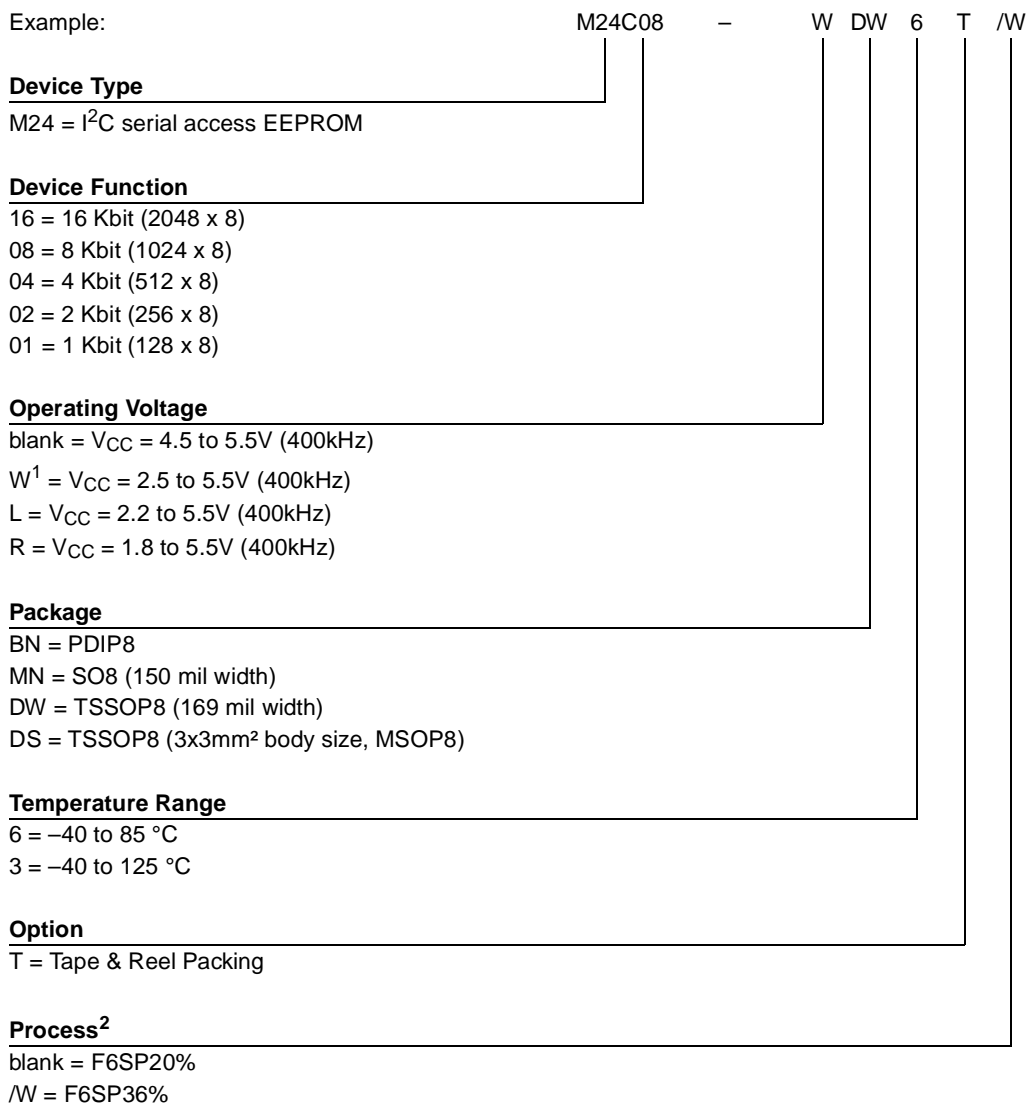 Example: M24C08 – W DW 6 T /W
Device Type
M24 = I²C serial access EEPROM
Device Function
16 = 16 Kbit (2048 x 8)
08 = 8 Kbit (1024 x 8)
04 = 4 Kbit (512 x 8)
02 = 2 Kbit (256 x 8)
01 = 1 Kbit (128 x 8)
Operating Voltage
blank = VCC = 4.5 to 5.5V (400kHz)
W¹ = VCC = 2.5 to 5.5V (400kHz)
L = VCC = 2.2 to 5.5V (400kHz)
R = VCC = 1.8 to 5.5V (400kHz)
Package
BN = PDIP8
MN = SO8 (150 mil width)
DW = TSSOP8 (169 mil width)
DS = TSSOP8 (3x3mm² body size, MSOP8)
Temperature Range
6 = –40 to 85 °C
3 = –40 to 125 °C
Option
T = Tape & Reel Packing
Process²
blank = F6SP20%
/W = F6SP36%